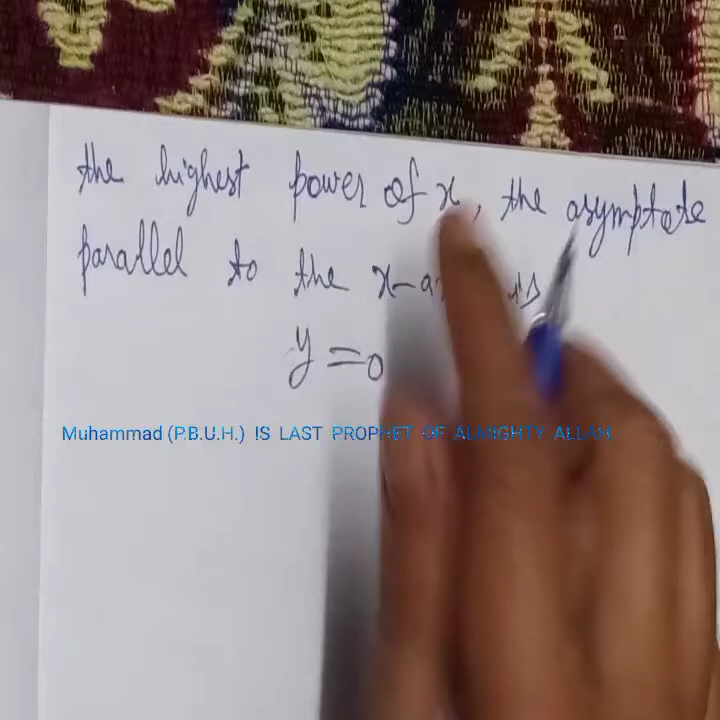 the highest power of x, the asymptote
parallel to the x-
y = 0
Muhammad (P.B.U.H.) IS LAST PROPHET OF ALMIGHTY ALLAH